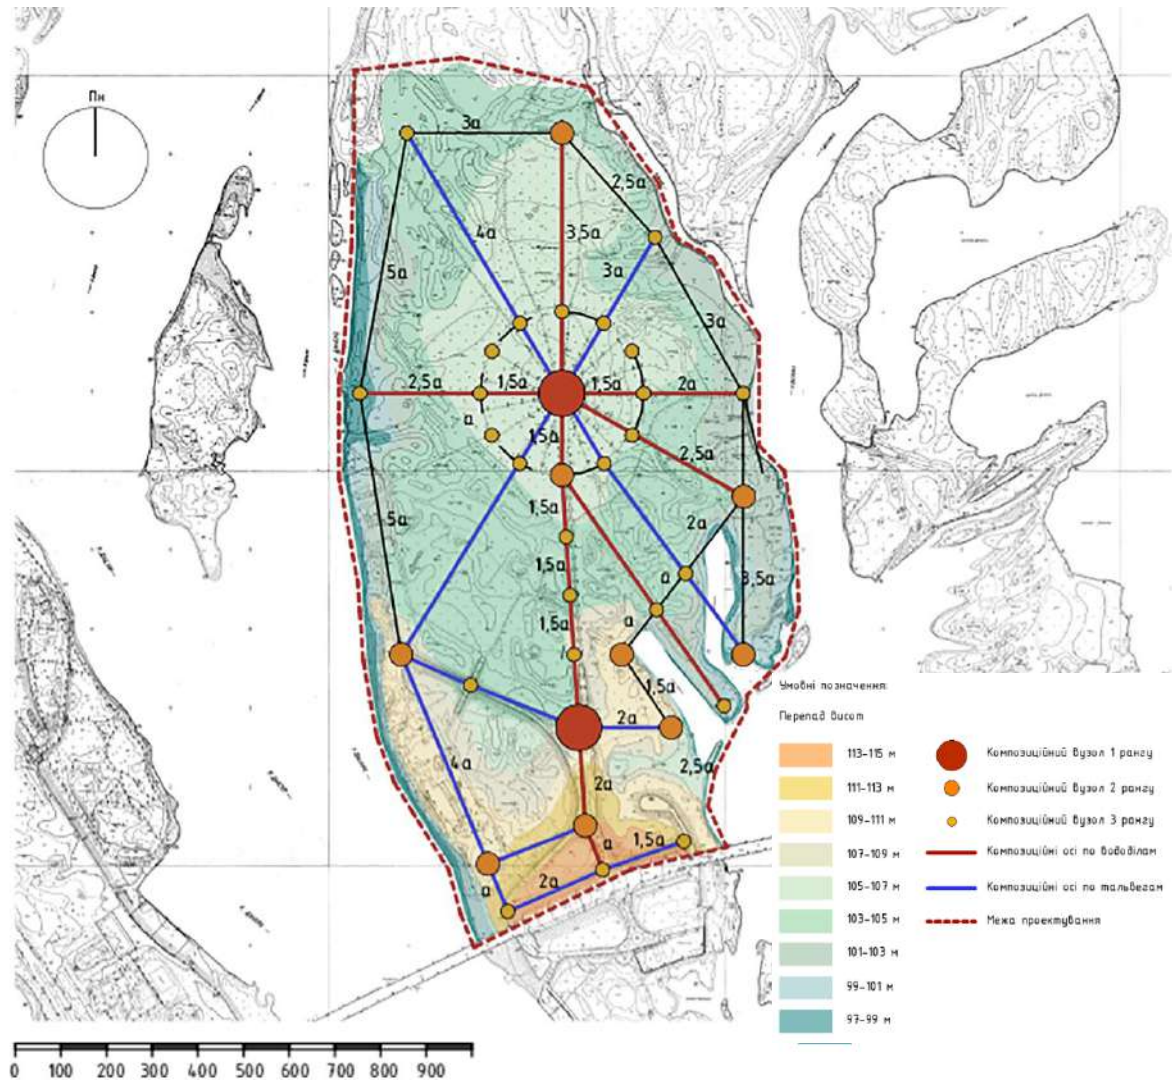 Пн
3а
2,5а
4а
3,5а
3а
5а
3а
2,5а
1,5а
1,5а
2а
а
1,5а
2,5а
1,5а
5а
2а
1,5а
а
3,5а
1,5а
а
1,5а
2а
4а
2,5а
2а
а
1,5а
а
2а
Умовні позначення:
Перепад висот
113-115 м
Композиційний вузол 1 рангу
111-113 м
Композиційний вузол 2 рангу
109-111 м
Композиційний вузол 3 рангу
107-109 м
Композиційні осі по вододілам
105-107 м
Композиційні осі по тальвегам
103-105 м
Межа проектування
101-103 м
99-101 м
97-99 м
0 100 200 300 400 500 600 700 800 900